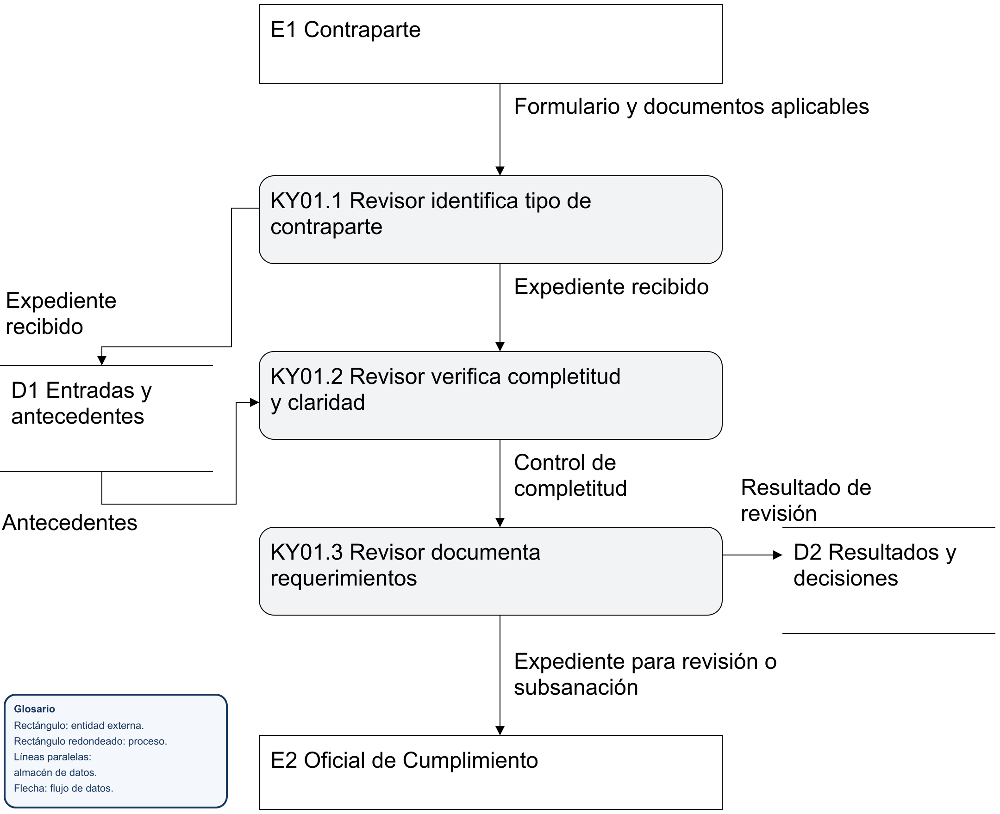 E1 Contraparte
Formulario y documentos aplicables
KY01.1 Revisor identifica tipo de
contraparte
Expediente recibido
Expediente
recibido
D1 Entradas y
antecedentes
KY01.2 Revisor verifica completitud
y claridad
Antecedentes
Control de
completitud
Resultado de
revisión
KY01.3 Revisor documenta
requerimientos
D2 Resultados y
decisiones
Expediente para revisión o
subsanación
E2 Oficial de Cumplimiento
Glosario
Rectángulo: entidad externa.
Rectángulo redondeado: proceso.
Líneas paralelas:
almacén de datos.
Flecha: flujo de datos.